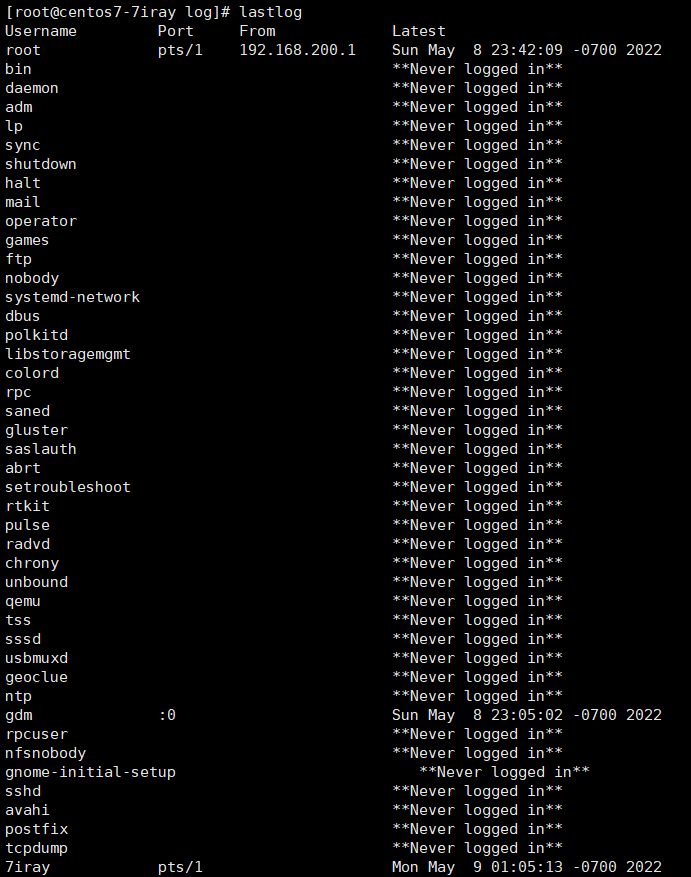 [root@centos7-7iray log]# lastlog
Username         Port     From             Latest
root             pts/1    192.168.200.1    Sun May  8 23:42:09 -0700 2022
bin                                        **Never logged in**
daemon                                     **Never logged in**
adm                                        **Never logged in**
lp                                         **Never logged in**
sync                                       **Never logged in**
shutdown                                   **Never logged in**
halt                                       **Never logged in**
mail                                       **Never logged in**
operator                                   **Never logged in**
games                                      **Never logged in**
ftp                                        **Never logged in**
nobody                                     **Never logged in**
systemd-network                            **Never logged in**
dbus                                       **Never logged in**
polkitd                                    **Never logged in**
libstoragemgmt                             **Never logged in**
colord                                     **Never logged in**
rpc                                        **Never logged in**
saned                                      **Never logged in**
gluster                                    **Never logged in**
saslauth                                   **Never logged in**
abrt                                       **Never logged in**
setroubleshoot                             **Never logged in**
rtkit                                      **Never logged in**
pulse                                      **Never logged in**
radvd                                      **Never logged in**
chrony                                     **Never logged in**
unbound                                    **Never logged in**
qemu                                       **Never logged in**
tss                                        **Never logged in**
sssd                                       **Never logged in**
usbmuxd                                    **Never logged in**
geoclue                                    **Never logged in**
ntp                                        **Never logged in**
gdm              :0                        Sun May  8 23:05:02 -0700 2022
rpcuser                                    **Never logged in**
nfsnobody                                  **Never logged in**
gnome-initial-setup                           **Never logged in**
sshd                                       **Never logged in**
avahi                                      **Never logged in**
postfix                                    **Never logged in**
tcpdump                                    **Never logged in**
7iray            pts/1                     Mon May  9 01:05:13 -0700 2022